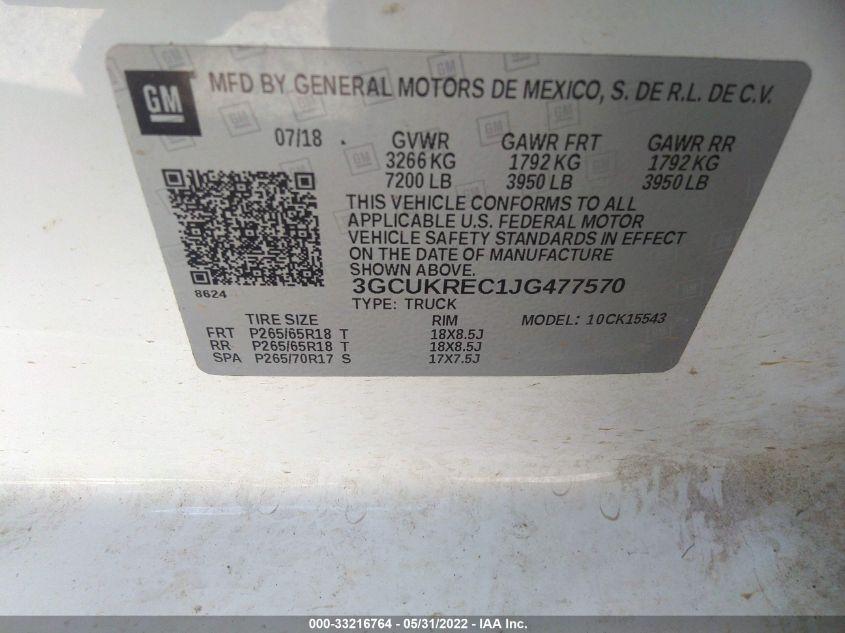 GM MFD BY GENERAL MOTORS DE MEXICO, S. DE R.L. DE C.V.
07/18 GVWR GAWR FRT GAWR RR
3266 KG 1792 KG 1792 KG
7200 LB 3950 LB 3950 LB
THIS VEHICLE CONFORMS TO ALL
APPLICABLE U.S. FEDERAL MOTOR
VEHICLE SAFETY STANDARDS IN EFFECT
ON THE DATE OF MANUFACTURE
SHOWN ABOVE.
8624
3GCUKREC1JG477570
TYPE: TRUCK
TIRE SIZE RIM MODEL: 10CK15543
FRT P265/65R18 T 18X8.5J
RR P265/65R18 T 18X8.5J
SPA P265/70R17 S 17X7.5J
000-33216764 - 05/31/2022 - IAA Inc.